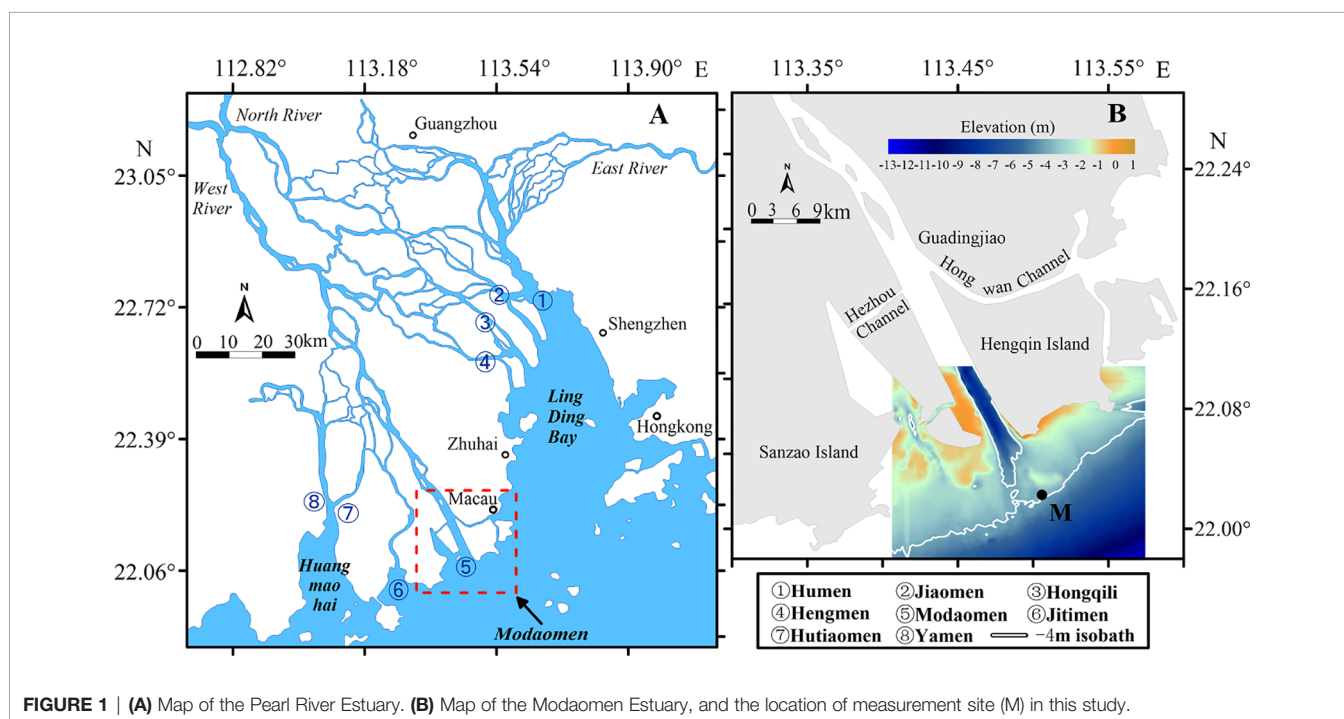 112.82° 113.18° 113.54° 113.90° E
N
23.05°
22.72°
22.39°
22.06°
A
North River
Guangzhou
East River
West
River
N
0 10 20 30km
①
②
③
④
Shengzhen
Ling
Ding
Bay
Hongkong
Zhuhai
Macau
⑧
⑦
⑤
⑥
Huang
mao
hai
Modaomen
113.35° 113.45° 113.55° E
B
N
22.24°
22.16°
22.08°
22.00°
Elevation (m)
-13-12-11-10 -9 -8 -7 -6 -5 -4 -3 -2 -1 0 1
N
0 3 6 9km
Guadingjiao
Hong wan Channel
Hezhou
Channel
Hengqin Island
Sanzao Island
M
①Humen ②Jiaomen ③Hongqili
④Hengmen ⑤Modaomen ⑥Jitimen
⑦Hutiaomen ⑧Yamen -4m isobath
FIGURE 1 | (A) Map of the Pearl River Estuary. (B) Map of the Modaomen Estuary, and the location of measurement site (M) in this study.